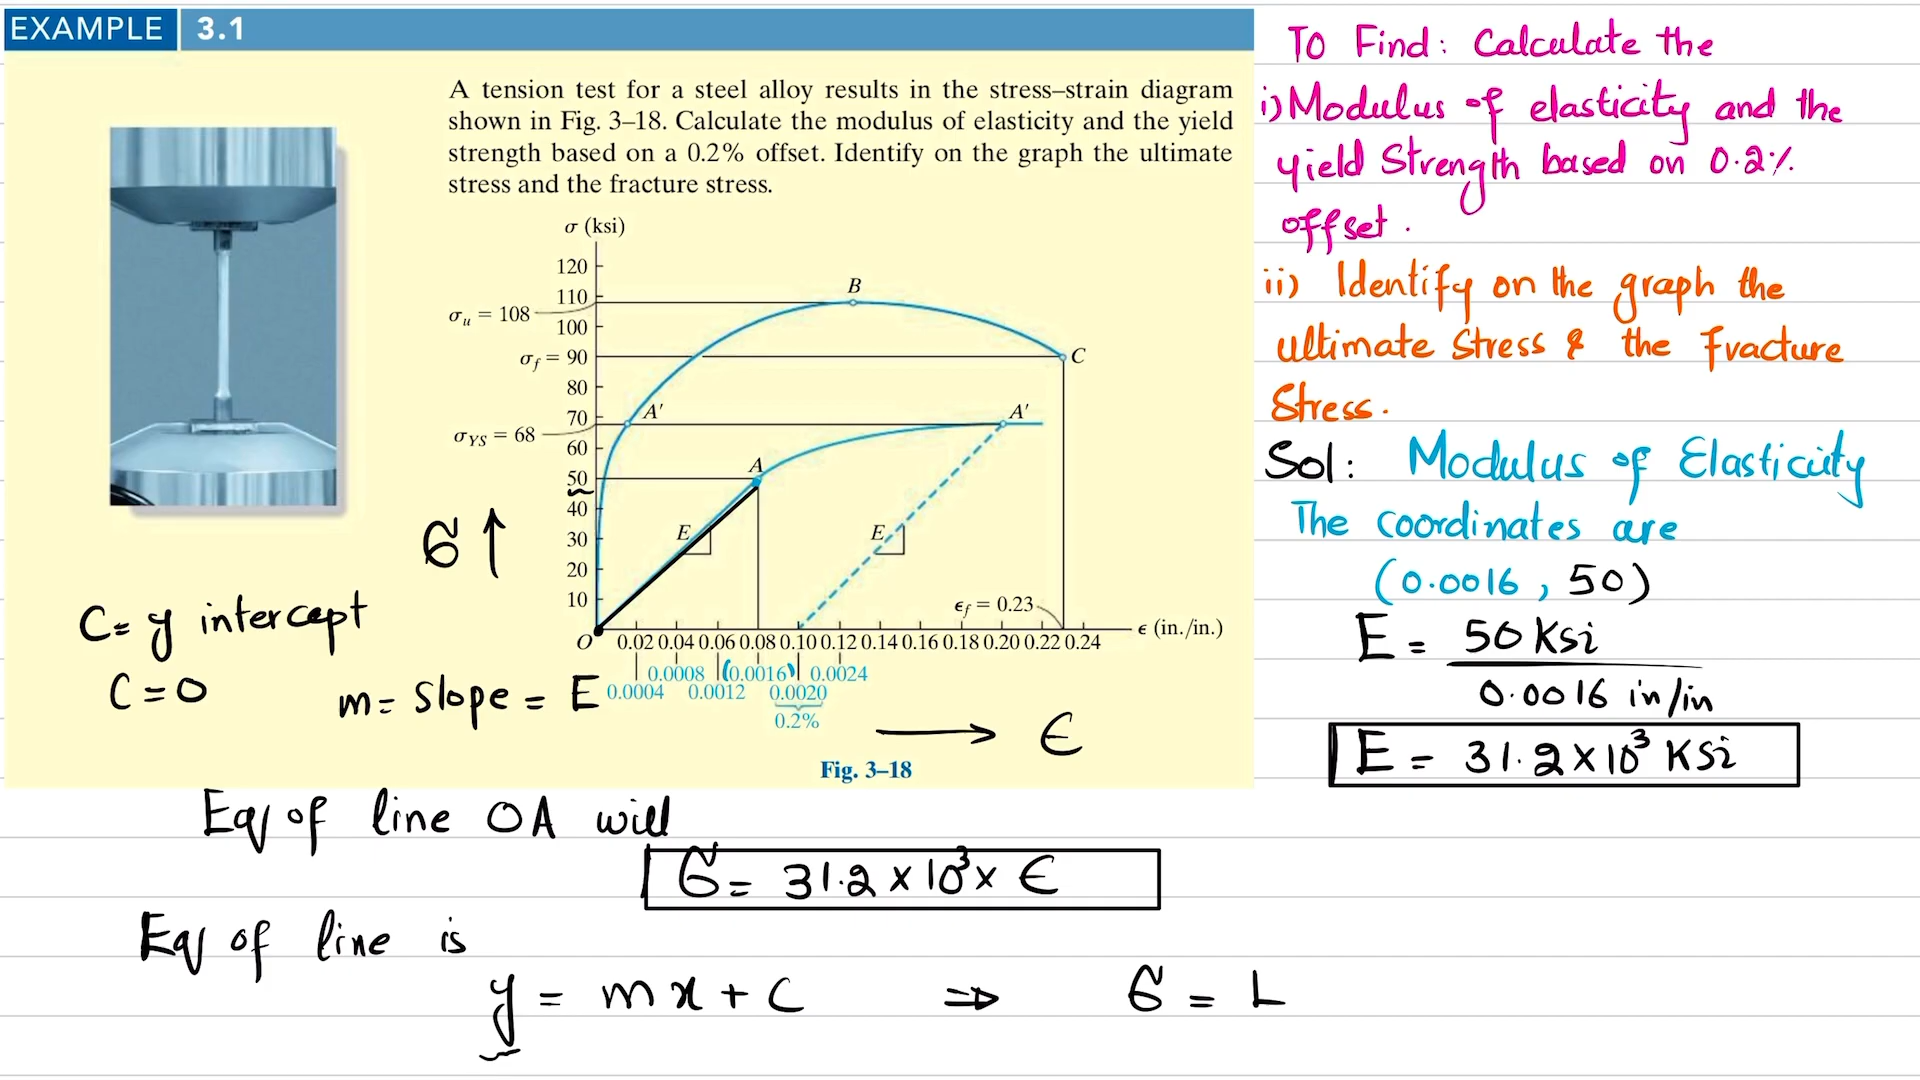 EXAMPLE 3.1
A tension test for a steel alloy results in the stress–strain diagram
shown in Fig. 3–18. Calculate the modulus of elasticity and the yield
strength based on a 0.2% offset. Identify on the graph the ultimate
stress and the fracture stress.
σ (ksi)
120
110
σu = 108
100
σf = 90
80
70
σYS = 68
60
50
40
30
20
10
O
B
C
A'
A'
A
E
E
ϵf = 0.23
ϵ (in./in.)
0.02 0.04 0.06 0.08 0.10 0.12 0.14 0.16 0.18 0.20 0.22 0.24
0.0008 (0.0016) 0.0024
0.0004 0.0012 0.0020
0.2%
Fig. 3–18
σ ↑
C = y intercept
C = 0
m = Slope = E
→ ϵ
Eq of line OA will
σ = 31.2 × 10³ × ϵ
Eq of line is
y = mx + C ⇒ σ = L
To Find: Calculate the
i) Modulus of elasticity and the
yield Strength based on 0.2%
offset.
ii) Identify on the graph the
ultimate Stress & the Fracture
Stress.
Sol: Modulus of Elasticity
The coordinates are
(0.0016, 50)
E = 50 Ksi
0.0016 in/in
E = 31.2 × 10³ Ksi